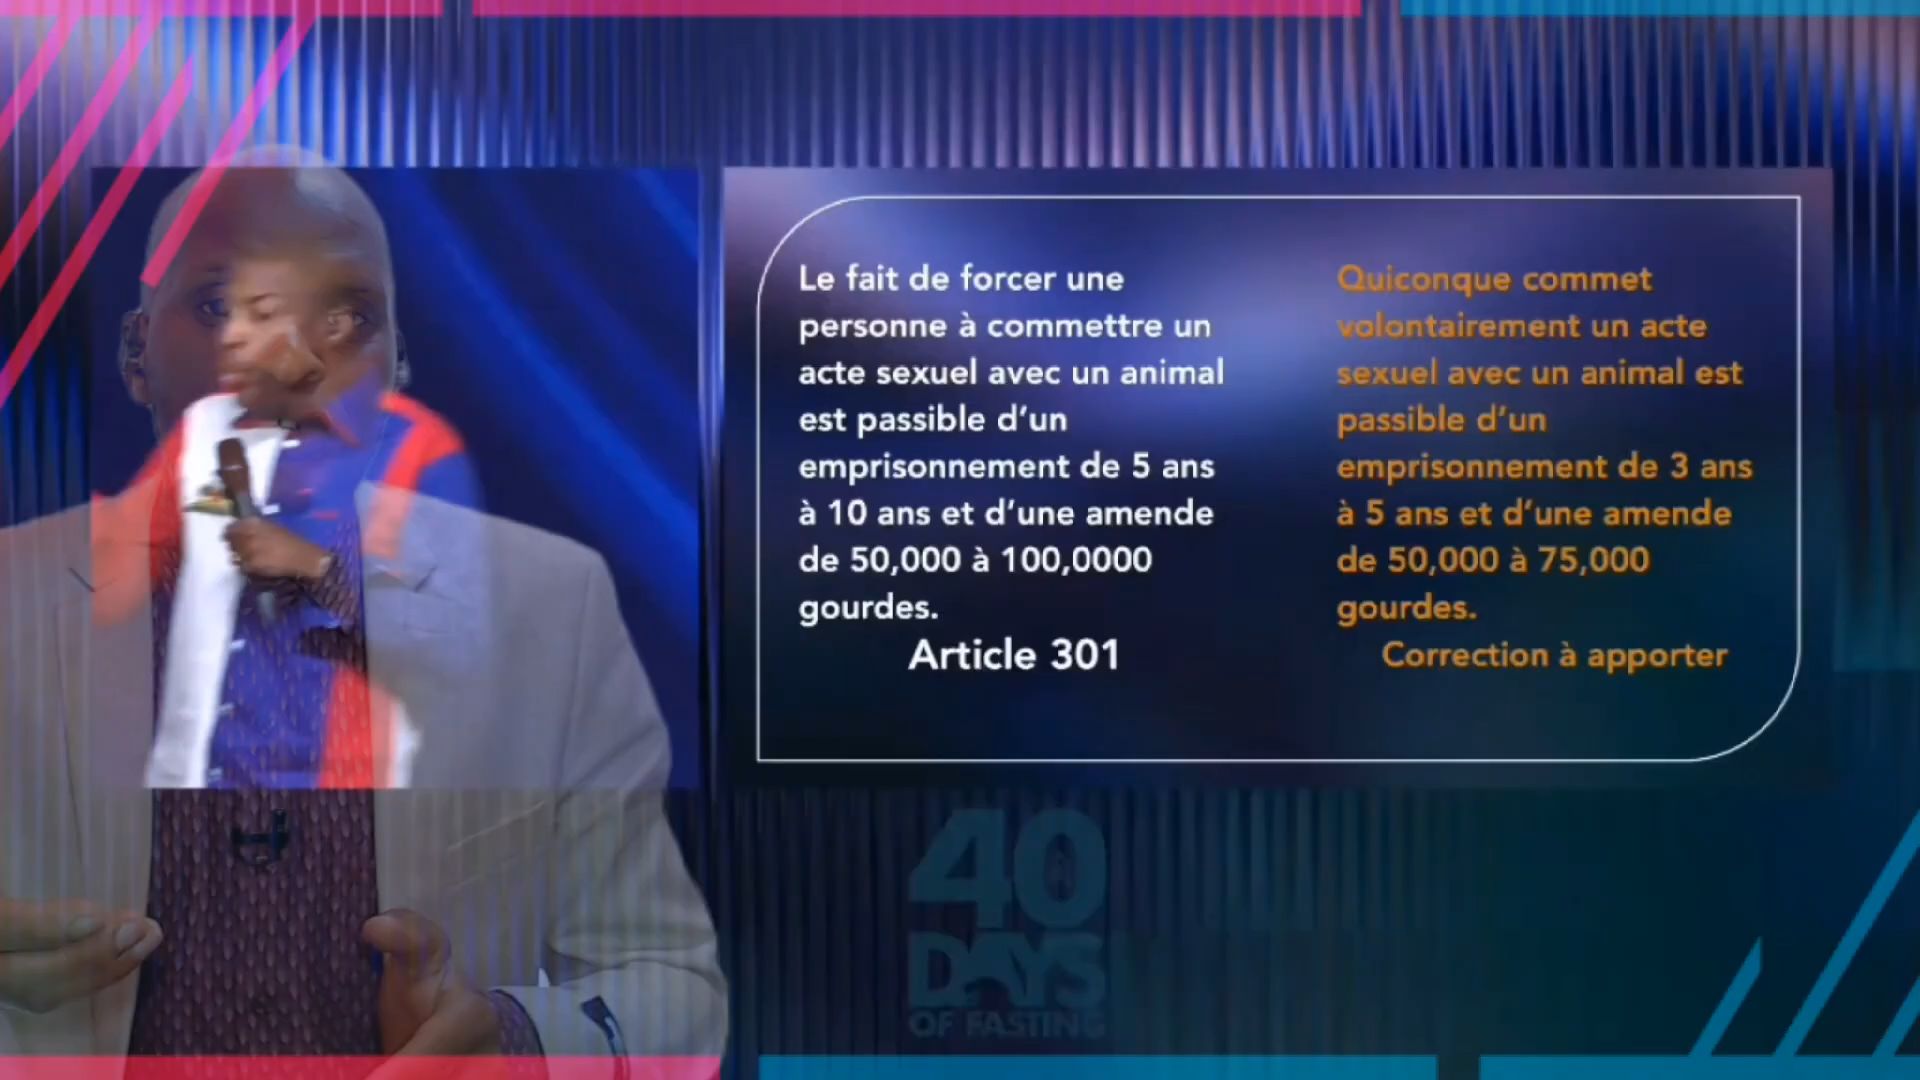 Le fait de forcer une
personne à commettre un
acte sexuel avec un animal
est passible d’un
emprisonnement de 5 ans
à 10 ans et d’une amende
de 50,000 à 100,0000
gourdes.
Article 301
Quiconque commet
volontairement un acte
sexuel avec un animal est
passible d’un
emprisonnement de 3 ans
à 5 ans et d’une amende
de 50,000 à 75,000
gourdes.
Correction à apporter
40
DAYS
OF FASTING